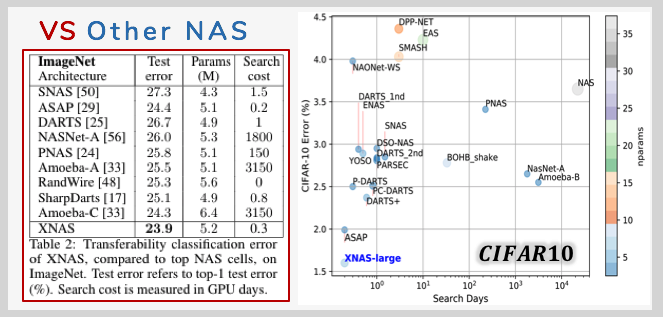 VS Other NAS
ImageNet Test Params Search
Architecture error (M) cost
SNAS [50] 27.3 4.3 1.5
ASAP [29] 24.4 5.1 0.2
DARTS [25] 26.7 4.9 1
NASNet-A [56] 26.0 5.3 1800
PNAS [24] 25.8 5.1 150
Amoeba-A [33] 25.5 5.1 3150
RandWire [48] 25.3 5.6 0
SharpDarts [17] 25.1 4.9 0.8
Amoeba-C [33] 24.3 6.4 3150
XNAS 23.9 5.2 0.3
Table 2: Transferability classification error
of XNAS, compared to top NAS cells, on
ImageNet. Test error refers to top-1 test error
(%). Search cost is measured in GPU days.
CIFAR-10 Error (%)
4.5
4.0
3.5
3.0
2.5
2.0
1.5
DPP-NET
EAS
SMASH
NAONet-WS
NAS
DARTS_1nd
ENAS
PNAS
SNAS
DSO-NAS
DARTS_2nd
YOSO
PARSEC
BOHB_shake
NasNet-A
Amoeba-B
P-DARTS
PC-DARTS
DARTS+
ASAP
XNAS-large
CIFAR10
10⁰ 10¹ 10² 10³ 10⁴
Search Days
35
30
25
20
15
10
5
nparams